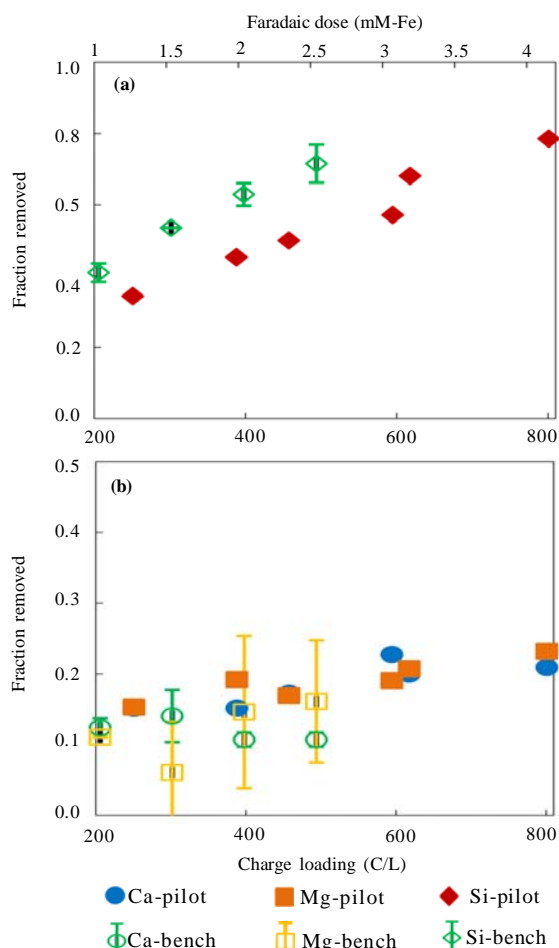 Faradaic dose (mM-Fe)
1 1.5 2 2.5 3 3.5 4
(a)
1.0
0.8
0.5
0.4
0.2
0.0
Fraction removed
200 400 600 800
(b)
0.5
0.4
0.3
0.2
0.1
0.0
Fraction removed
200 400 600 800
Charge loading (C/L)
Ca-pilot Mg-pilot Si-pilot
Ca-bench Mg-bench Si-bench